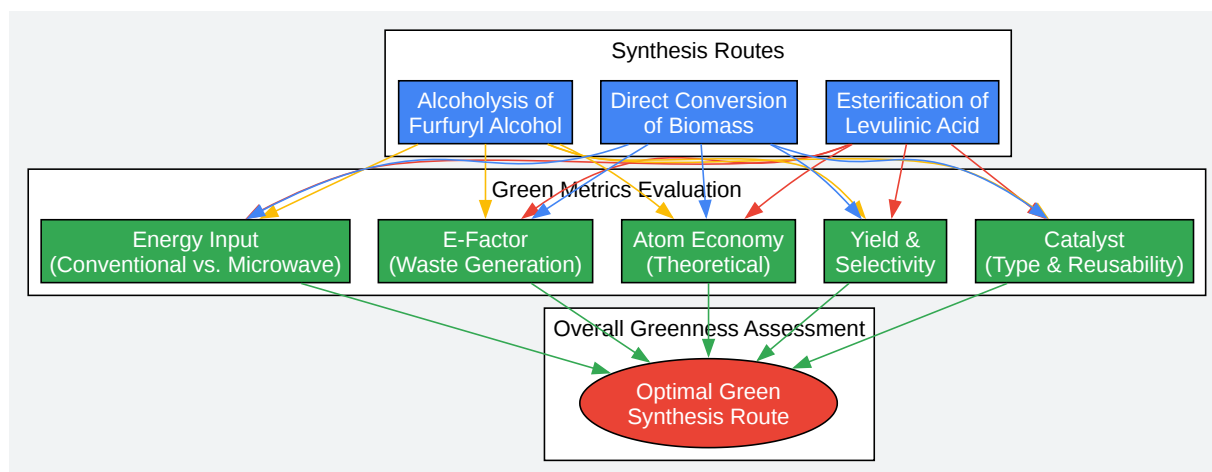 Synthesis Routes
Alcoholysis of
Furfuryl Alcohol
Direct Conversion
of Biomass
Esterification of
Levulinic Acid
Green Metrics Evaluation
Energy Input
(Conventional vs. Microwave)
E-Factor
(Waste Generation)
Atom Economy
(Theoretical)
Yield &
Selectivity
Catalyst
(Type & Reusability)
Overall Greenness Assessment
Optimal Green
Synthesis Route